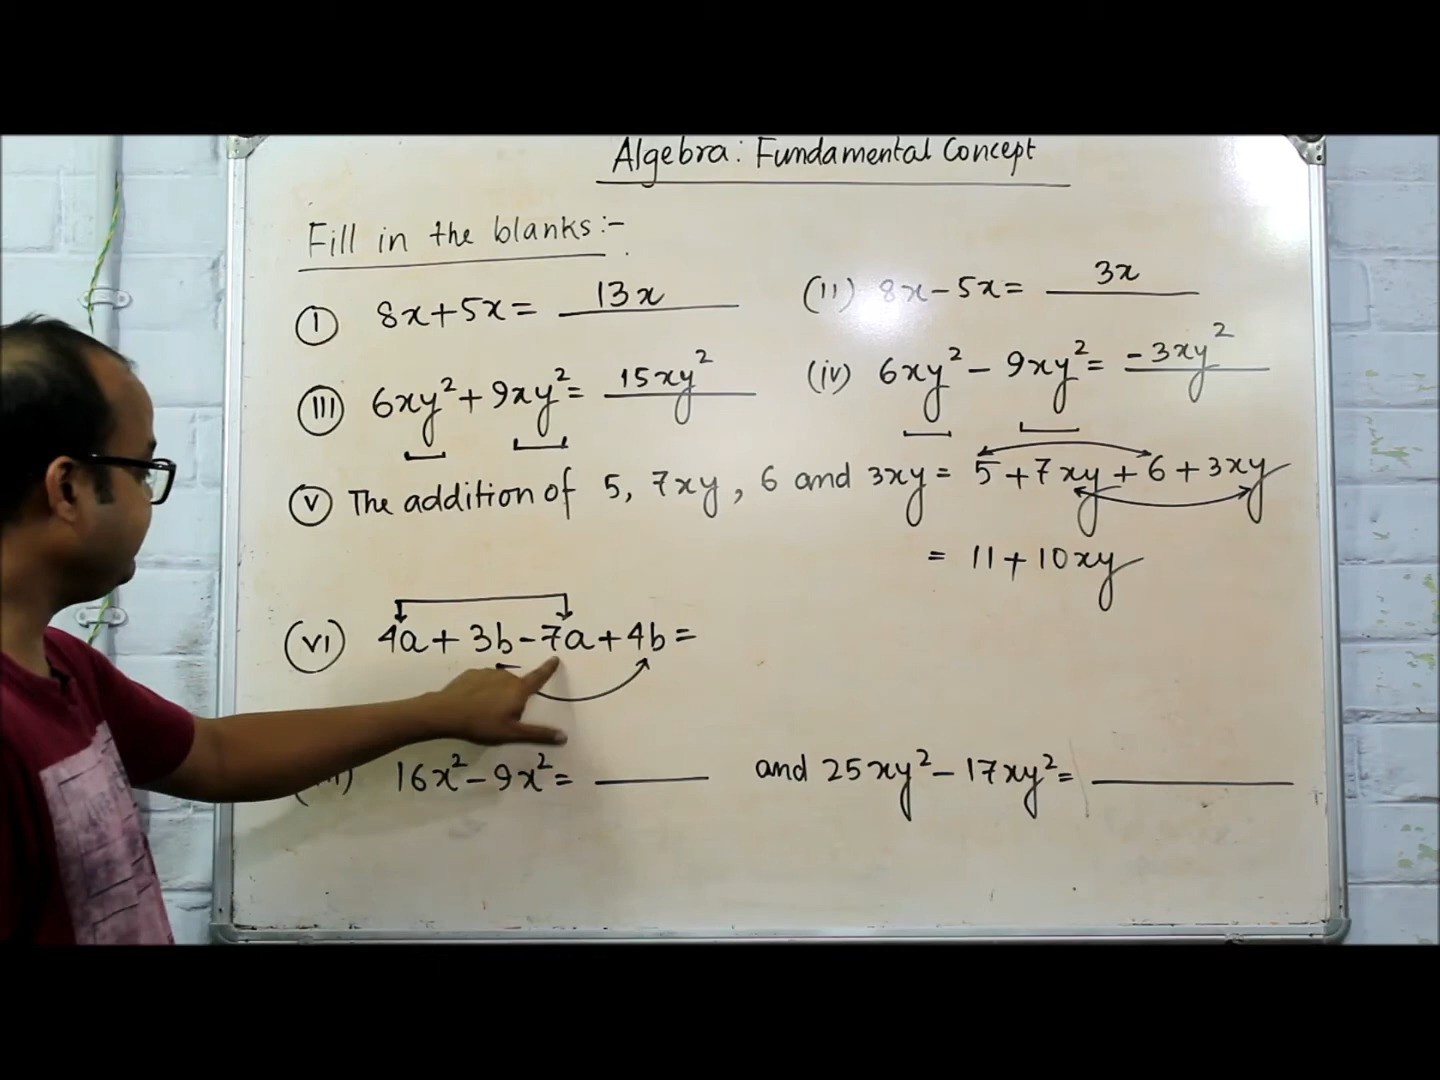 Algebra: Fundamental Concept
Fill in the blanks:-
(I) 8x+5x= 13x
(II) 8x-5x= 3x
(III) 6xy²+9xy²= 15xy²
(iv) 6xy²-9xy²= -3xy²
(V) The addition of 5, 7xy, 6 and 3xy= 5+7xy+6+3xy
= 11+10xy
(VI) 4a+3b-7a+4b=
16x²-9x²= ______ and 25xy²-17xy²= ______